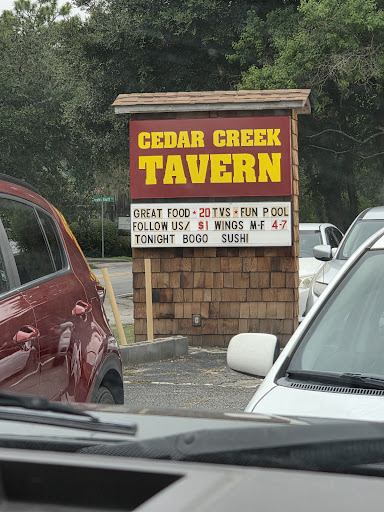 CEDAR CREEK
TAVERN
GREAT FOOD ★ 20 TVS ★ FUN POOL
FOLLOW US/ $1 WINGS M-F 4-7
TONIGHT BOGO SUSHI